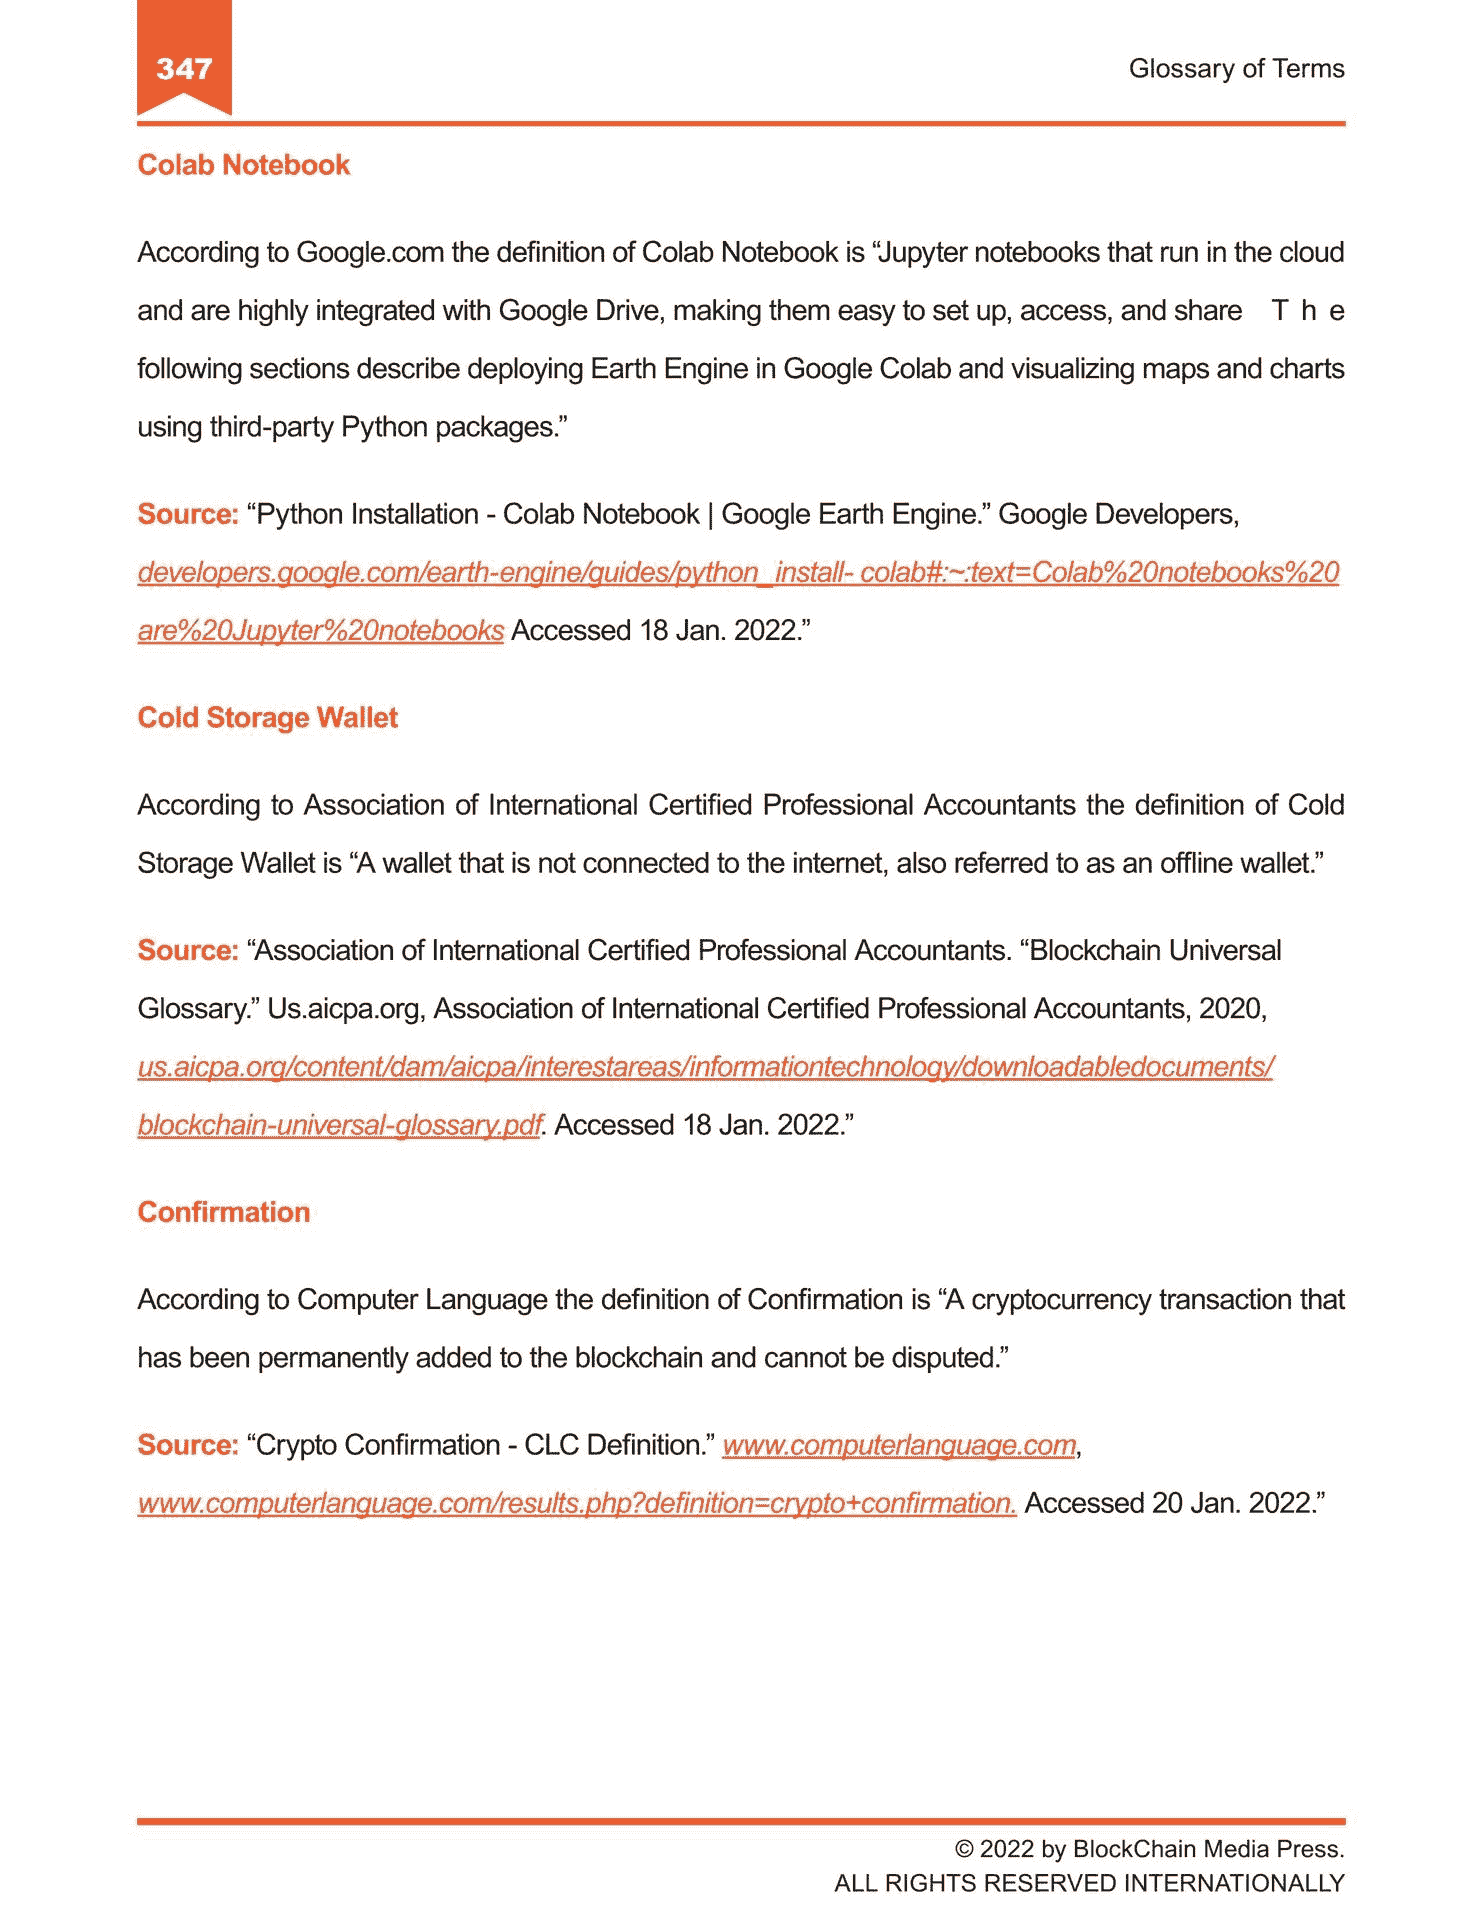 347
Glossary of Terms
Colab Notebook
According to Google.com the definition of Colab Notebook is “Jupyter notebooks that run in the cloud
and are highly integrated with Google Drive, making them easy to set up, access, and share T h e
following sections describe deploying Earth Engine in Google Colab and visualizing maps and charts
using third-party Python packages.”
Source: “Python Installation - Colab Notebook | Google Earth Engine.” Google Developers,
developers.google.com/earth-engine/guides/python_install- colab#:~:text=Colab%20notebooks%20
are%20Jupyter%20notebooks Accessed 18 Jan. 2022.”
Cold Storage Wallet
According to Association of International Certified Professional Accountants the definition of Cold
Storage Wallet is “A wallet that is not connected to the internet, also referred to as an offline wallet.”
Source: “Association of International Certified Professional Accountants. “Blockchain Universal
Glossary.” Us.aicpa.org, Association of International Certified Professional Accountants, 2020,
us.aicpa.org/content/dam/aicpa/interestareas/informationtechnology/downloadabledocuments/
blockchain-universal-glossary.pdf. Accessed 18 Jan. 2022.”
Confirmation
According to Computer Language the definition of Confirmation is “A cryptocurrency transaction that
has been permanently added to the blockchain and cannot be disputed.”
Source: “Crypto Confirmation - CLC Definition.” www.computerlanguage.com,
www.computerlanguage.com/results.php?definition=crypto+confirmation. Accessed 20 Jan. 2022.”
© 2022 by BlockChain Media Press.
ALL RIGHTS RESERVED INTERNATIONALLY